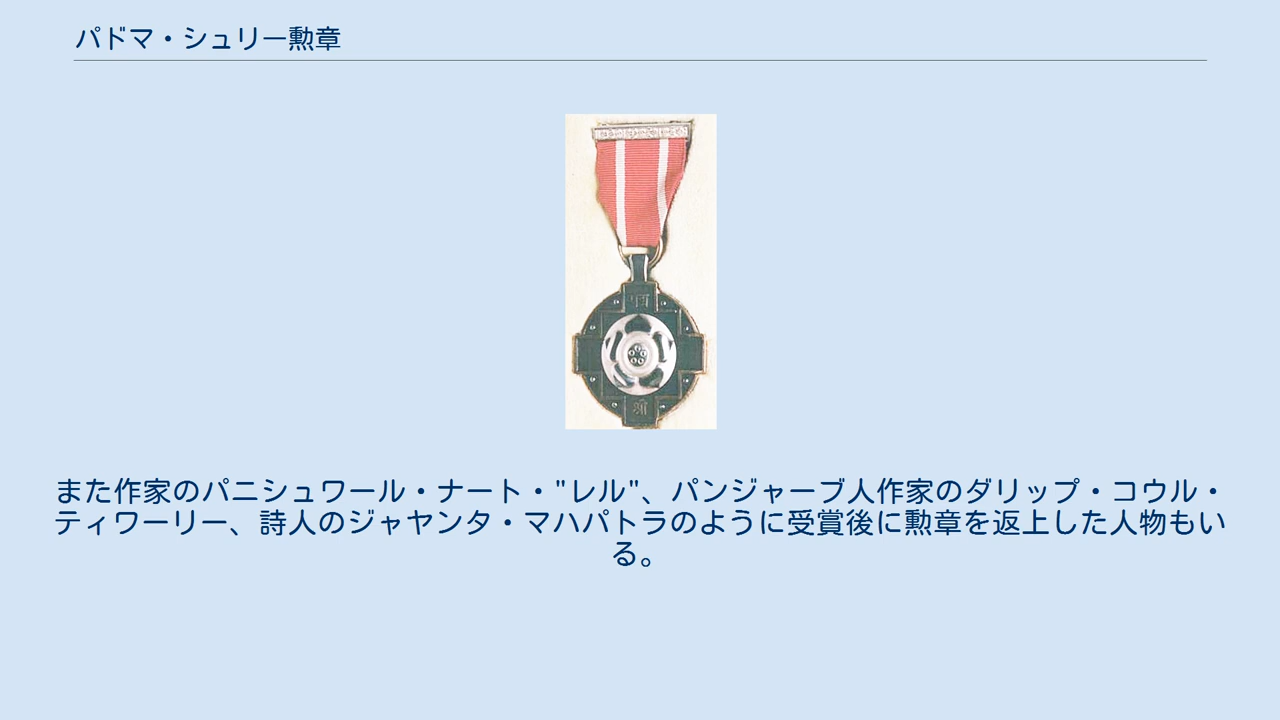 パドマ・シュリー勲章
श्री
また作家のパニシュワール・ナート・"レル"、パンジャーブ人作家のダリップ・コウル・
ティワーリー、詩人のジャヤンタ・マハパトラのように受賞後に勲章を返上した人物もい
る。